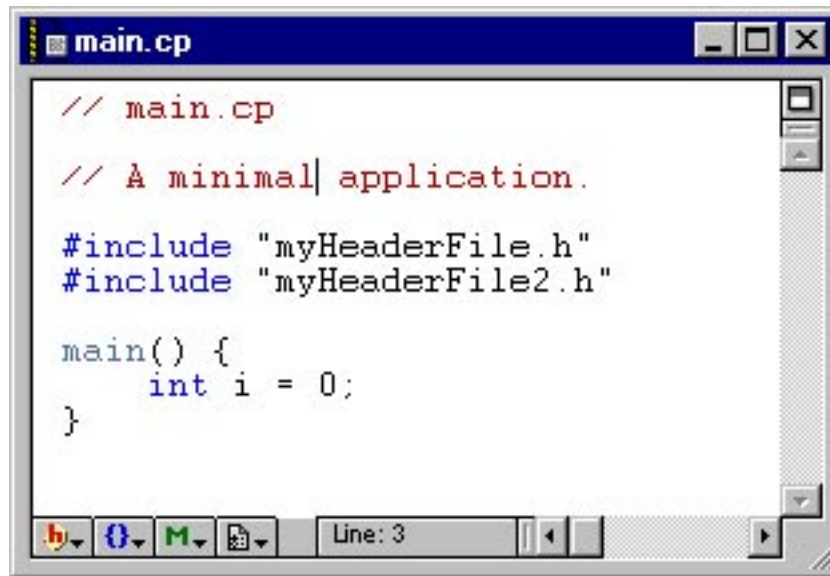 main.cp
// main.cp
// A minimal application.
#include "myHeaderFile.h"
#include "myHeaderFile2.h"
main() {
    int i = 0;
}
.h {} M Line: 3